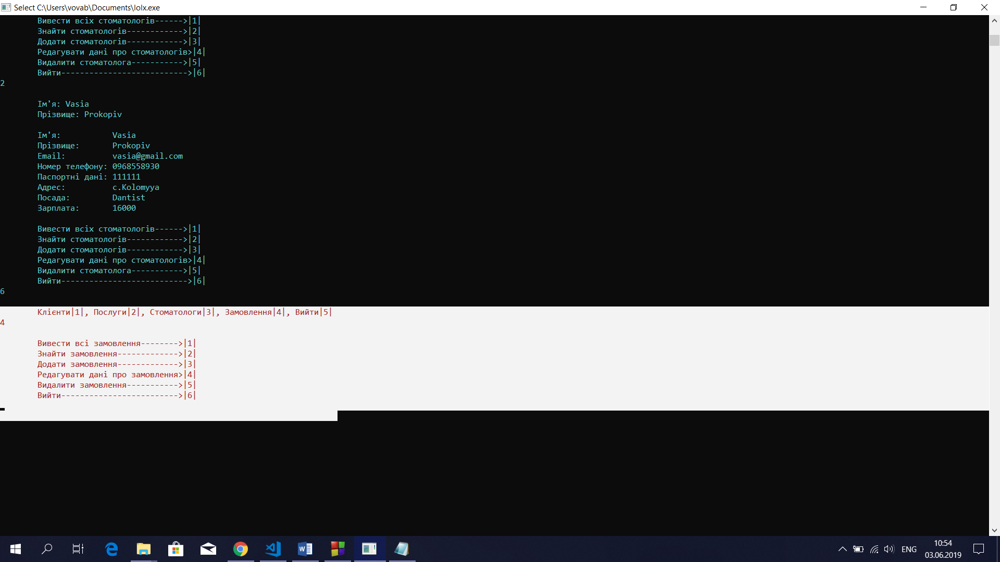 Select C:\Users\vovab\Documents\lolx.exe
Вивести всіх стоматологів------>|1|
Знайти стоматологів------------>|2|
Додати стоматологів------------>|3|
Редагувати дані про стоматологів>|4|
Видалити стоматолога----------->|5|
Вийти--------------------------->|6|
2
Ім'я: Vasia
Прізвище: Prokopiv
Ім'я: Vasia
Прізвище: Prokopiv
Email: vasia@gmail.com
Номер телефону: 0968558930
Паспортні дані: 111111
Адрес: c.Kolomyya
Посада: Dantist
Зарплата: 16000
Вивести всіх стоматологів------>|1|
Знайти стоматологів------------>|2|
Додати стоматологів------------>|3|
Редагувати дані про стоматологів>|4|
Видалити стоматолога----------->|5|
Вийти--------------------------->|6|
6
Клієнти|1|, Послуги|2|, Стоматологи|3|, Замовлення|4|, Вийти|5|
4
Вивести всі замовлення-------->|1|
Знайти замовлення------------->|2|
Додати замовлення------------->|3|
Редагувати дані про замовлення>|4|
Видалити замовлення----------->|5|
Вийти------------------------->|6|
ENG
10:54
03.06.2019